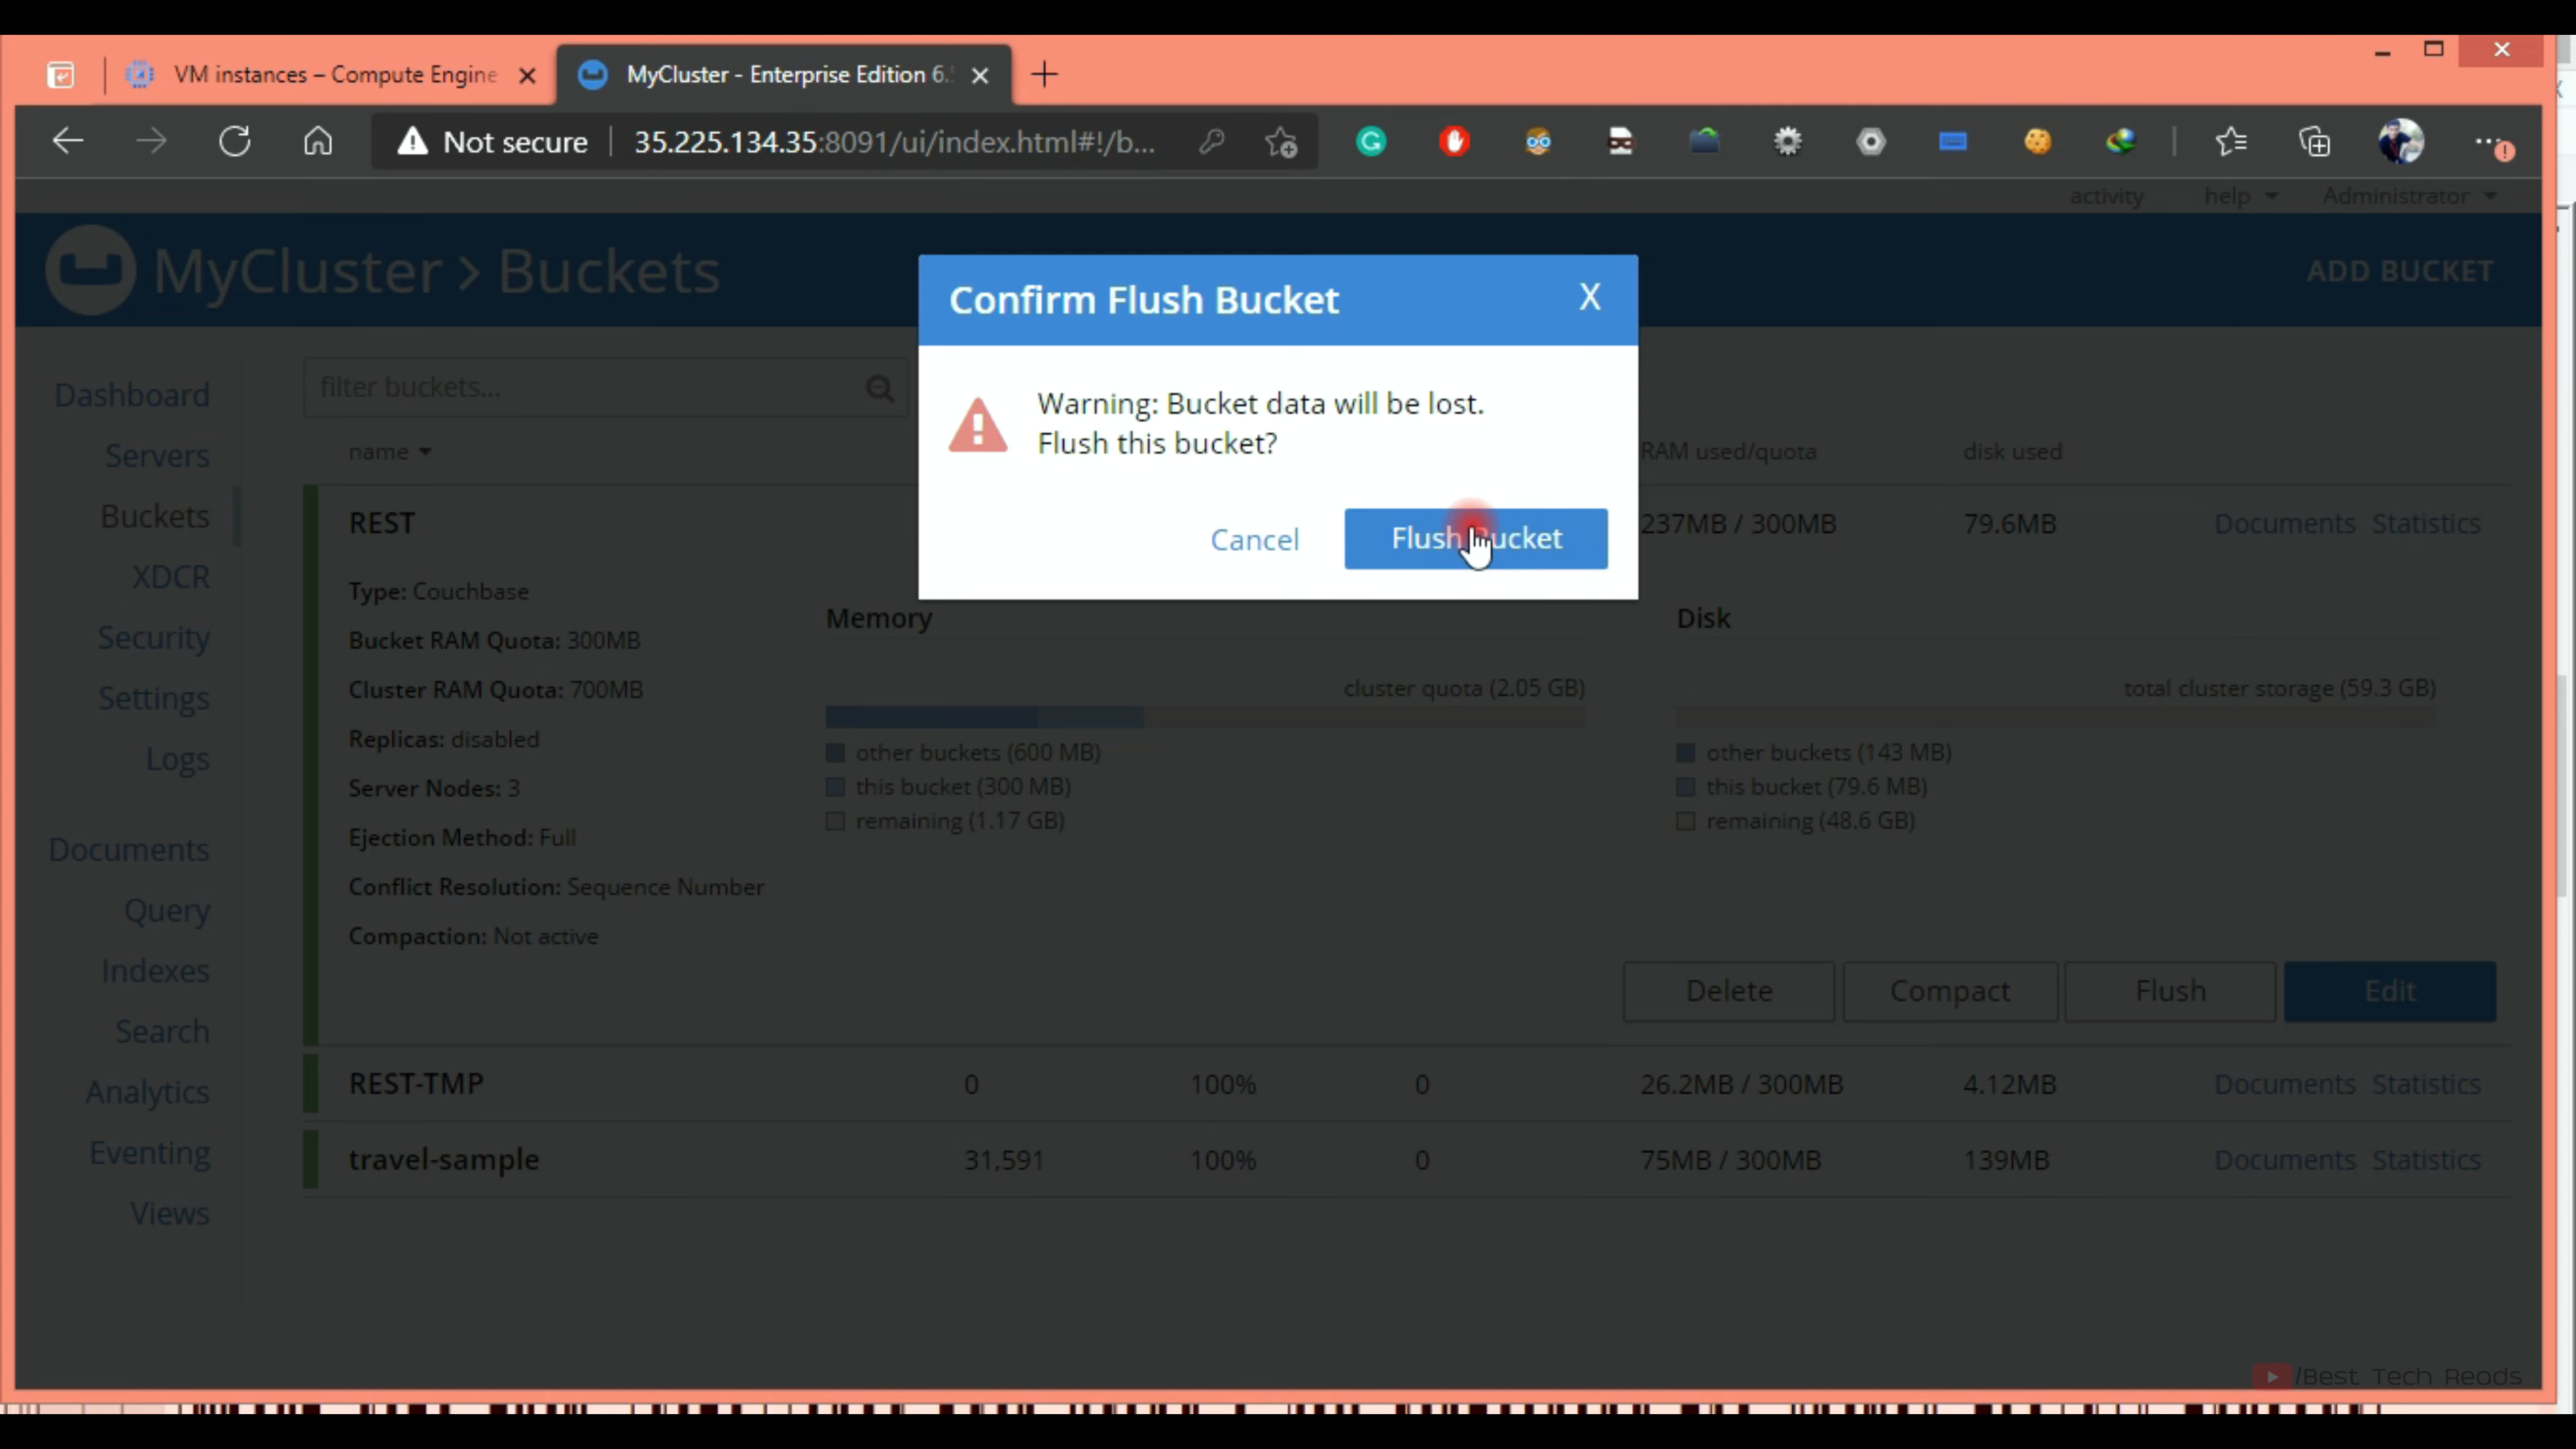 VM instances – Compute Engine
MyCluster - Enterprise Edition 6.5
Not secure
35.225.134.35:8091/ui/index.html#!/b...
activity help Administrator
MyCluster > Buckets
ADD BUCKET
Confirm Flush Bucket X
Warning: Bucket data will be lost.
Flush this bucket?
Cancel
Flush Bucket
Dashboard
Servers
Buckets
XDCR
Security
Settings
Logs
Documents
Query
Indexes
Search
Analytics
Eventing
Views
filter buckets...
name RAM used/quota disk used
REST 237MB / 300MB 79.6MB Documents Statistics
Type: Couchbase
Bucket RAM Quota: 300MB
Cluster RAM Quota: 700MB
Replicas: disabled
Server Nodes: 3
Ejection Method: Full
Conflict Resolution: Sequence Number
Compaction: Not active
Memory
cluster quota (2.05 GB)
other buckets (600 MB)
this bucket (300 MB)
remaining (1.17 GB)
Disk
total cluster storage (59.3 GB)
other buckets (143 MB)
this bucket (79.6 MB)
remaining (48.6 GB)
Delete Compact Flush Edit
REST-TMP 0 100% 0 26.2MB / 300MB 4.12MB Documents Statistics
travel-sample 31,591 100% 0 75MB / 300MB 139MB Documents Statistics
/Best Tech Reads